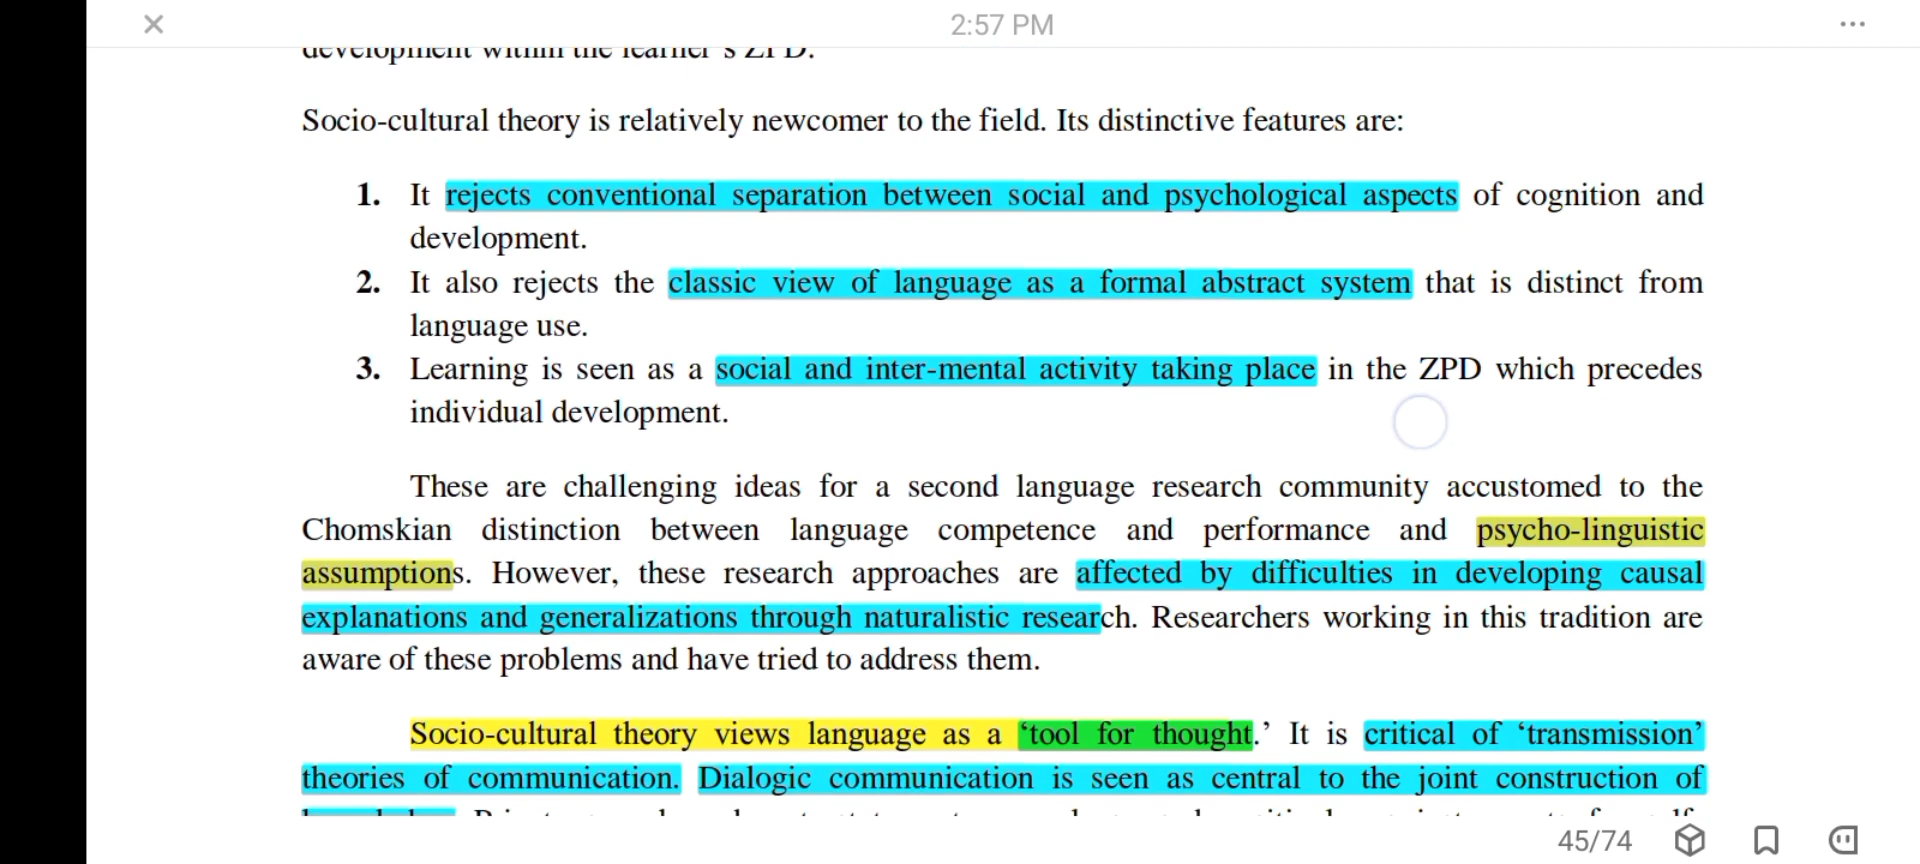 2:57 PM
development within the learner's ZPD.
Socio-cultural theory is relatively newcomer to the field. Its distinctive features are:
1. It rejects conventional separation between social and psychological aspects of cognition and
development.
2. It also rejects the classic view of language as a formal abstract system that is distinct from
language use.
3. Learning is seen as a social and inter-mental activity taking place in the ZPD which precedes
individual development.
These are challenging ideas for a second language research community accustomed to the
Chomskian distinction between language competence and performance and psycho-linguistic
assumptions. However, these research approaches are affected by difficulties in developing causal
explanations and generalizations through naturalistic research. Researchers working in this tradition are
aware of these problems and have tried to address them.
Socio-cultural theory views language as a ‘tool for thought.’ It is critical of ‘transmission’
theories of communication. Dialogic communication is seen as central to the joint construction of
45/74